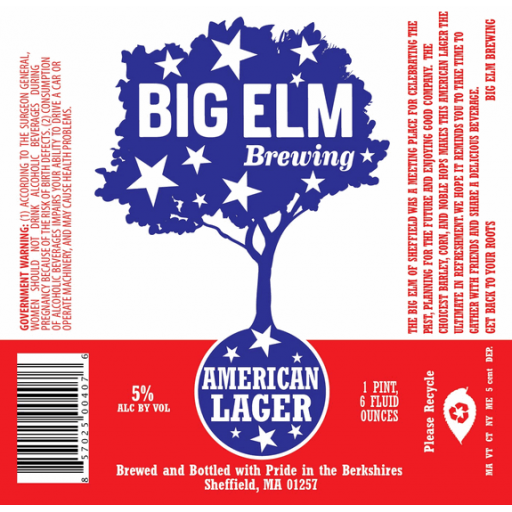 GOVERNMENT WARNING: (1) ACCORDING TO THE SURGEON GENERAL,
WOMEN SHOULD NOT DRINK ALCOHOLIC BEVERAGES DURING
PREGNANCY BECAUSE OF THE RISK OF BIRTH DEFECTS. (2) CONSUMPTION
OF ALCOHOLIC BEVERAGES IMPAIRS YOUR ABILITY TO DRIVE A CAR OR
OPERATE MACHINERY, AND MAY CAUSE HEALTH PROBLEMS.
8 57025 00407 6
BIG ELM
Brewing
AMERICAN
LAGER
5%
ALC BY VOL
1 PINT,
6 FLUID
OUNCES
Brewed and Bottled with Pride in the Berkshires
Sheffield, MA 01257
THE BIG ELM OF SHEFFIELD WAS A MEETING PLACE FOR CELEBRATING THE
PAST, PLANNING FOR THE FUTURE AND ENJOYING GOOD COMPANY. THE
CHOICEST BARLEY, CORN, AND NOBLE HOPS MAKES THIS AMERICAN LAGER THE
ULTIMATE IN REFRESHMENT. WE HOPE IT REMINDS YOU TO TAKE TIME TO
GATHER WITH FRIENDS AND SHARE A DELICIOUS BEVERAGE.
GET BACK TO YOUR ROOTS BIG ELM BREWING
Please Recycle
MA VT CT NY ME 5 cent DEP.